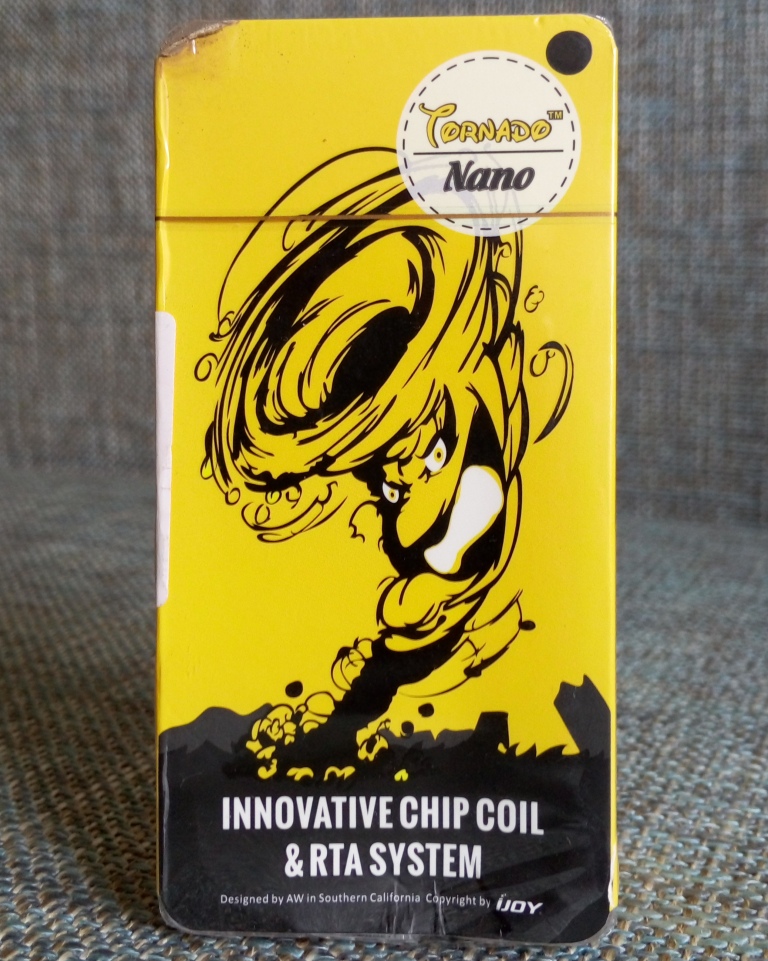 TORNADO™
Nano
INNOVATIVE CHIP COIL
& RTA SYSTEM
Designed by AW in Southern California Copyright by iJOY